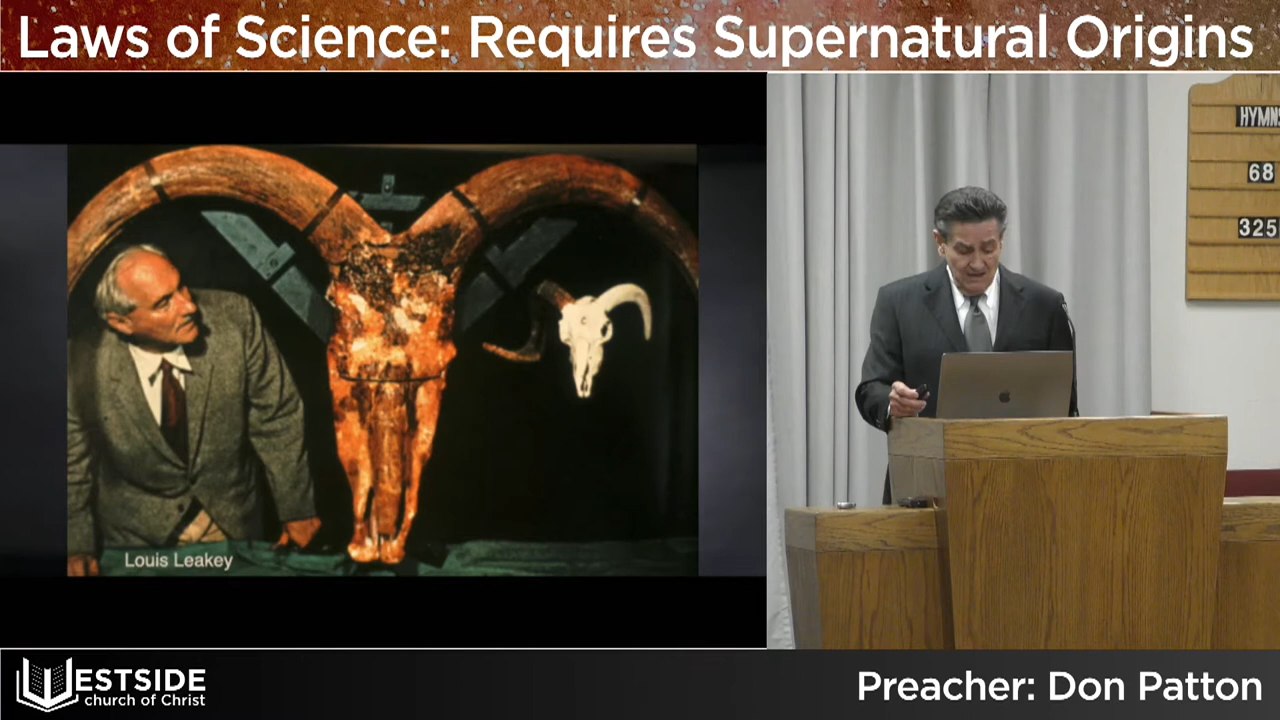 Laws of Science: Requires Supernatural Origins
HYMNS
68
325
Louis Leakey
WESTSIDE
church of Christ
Preacher: Don Patton